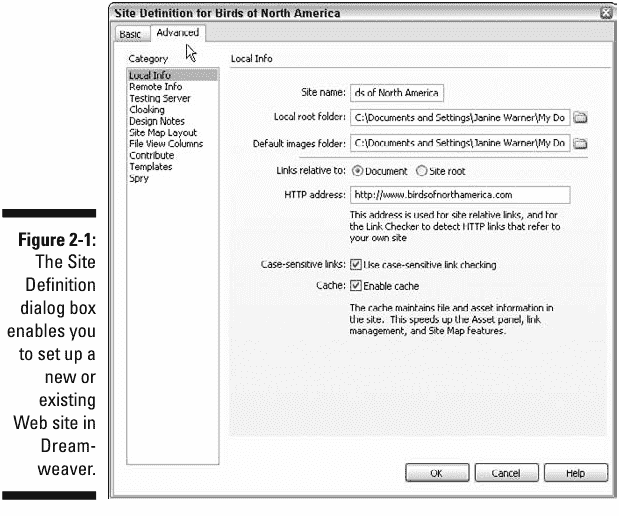 Site Definition for Birds of North America
Basic
Advanced
Category
Local Info
Remote Info
Testing Server
Cloaking
Design Notes
Site Map Layout
File View Columns
Contribute
Templates
Spry
Local Info
Site name: ds of North America
Local root folder: C:\Documents and Settings\Janine Warner\My Do
Default images folder: C:\Documents and Settings\Janine Warner\My Do
Links relative to: Document Site root
HTTP address: http://www.birdsofnorthamerica.com
This address is used for site relative links, and for
the Link Checker to detect HTTP links that refer to
your own site
Case-sensitive links: Use case-sensitive link checking
Cache: Enable cache
The cache maintains file and asset information in
the site. This speeds up the Asset panel, link
management, and Site Map features.
OK
Cancel
Help
Figure 2-1:
The Site
Definition
dialog box
enables you
to set up a
new or
existing
Web site in
Dream-
weaver.